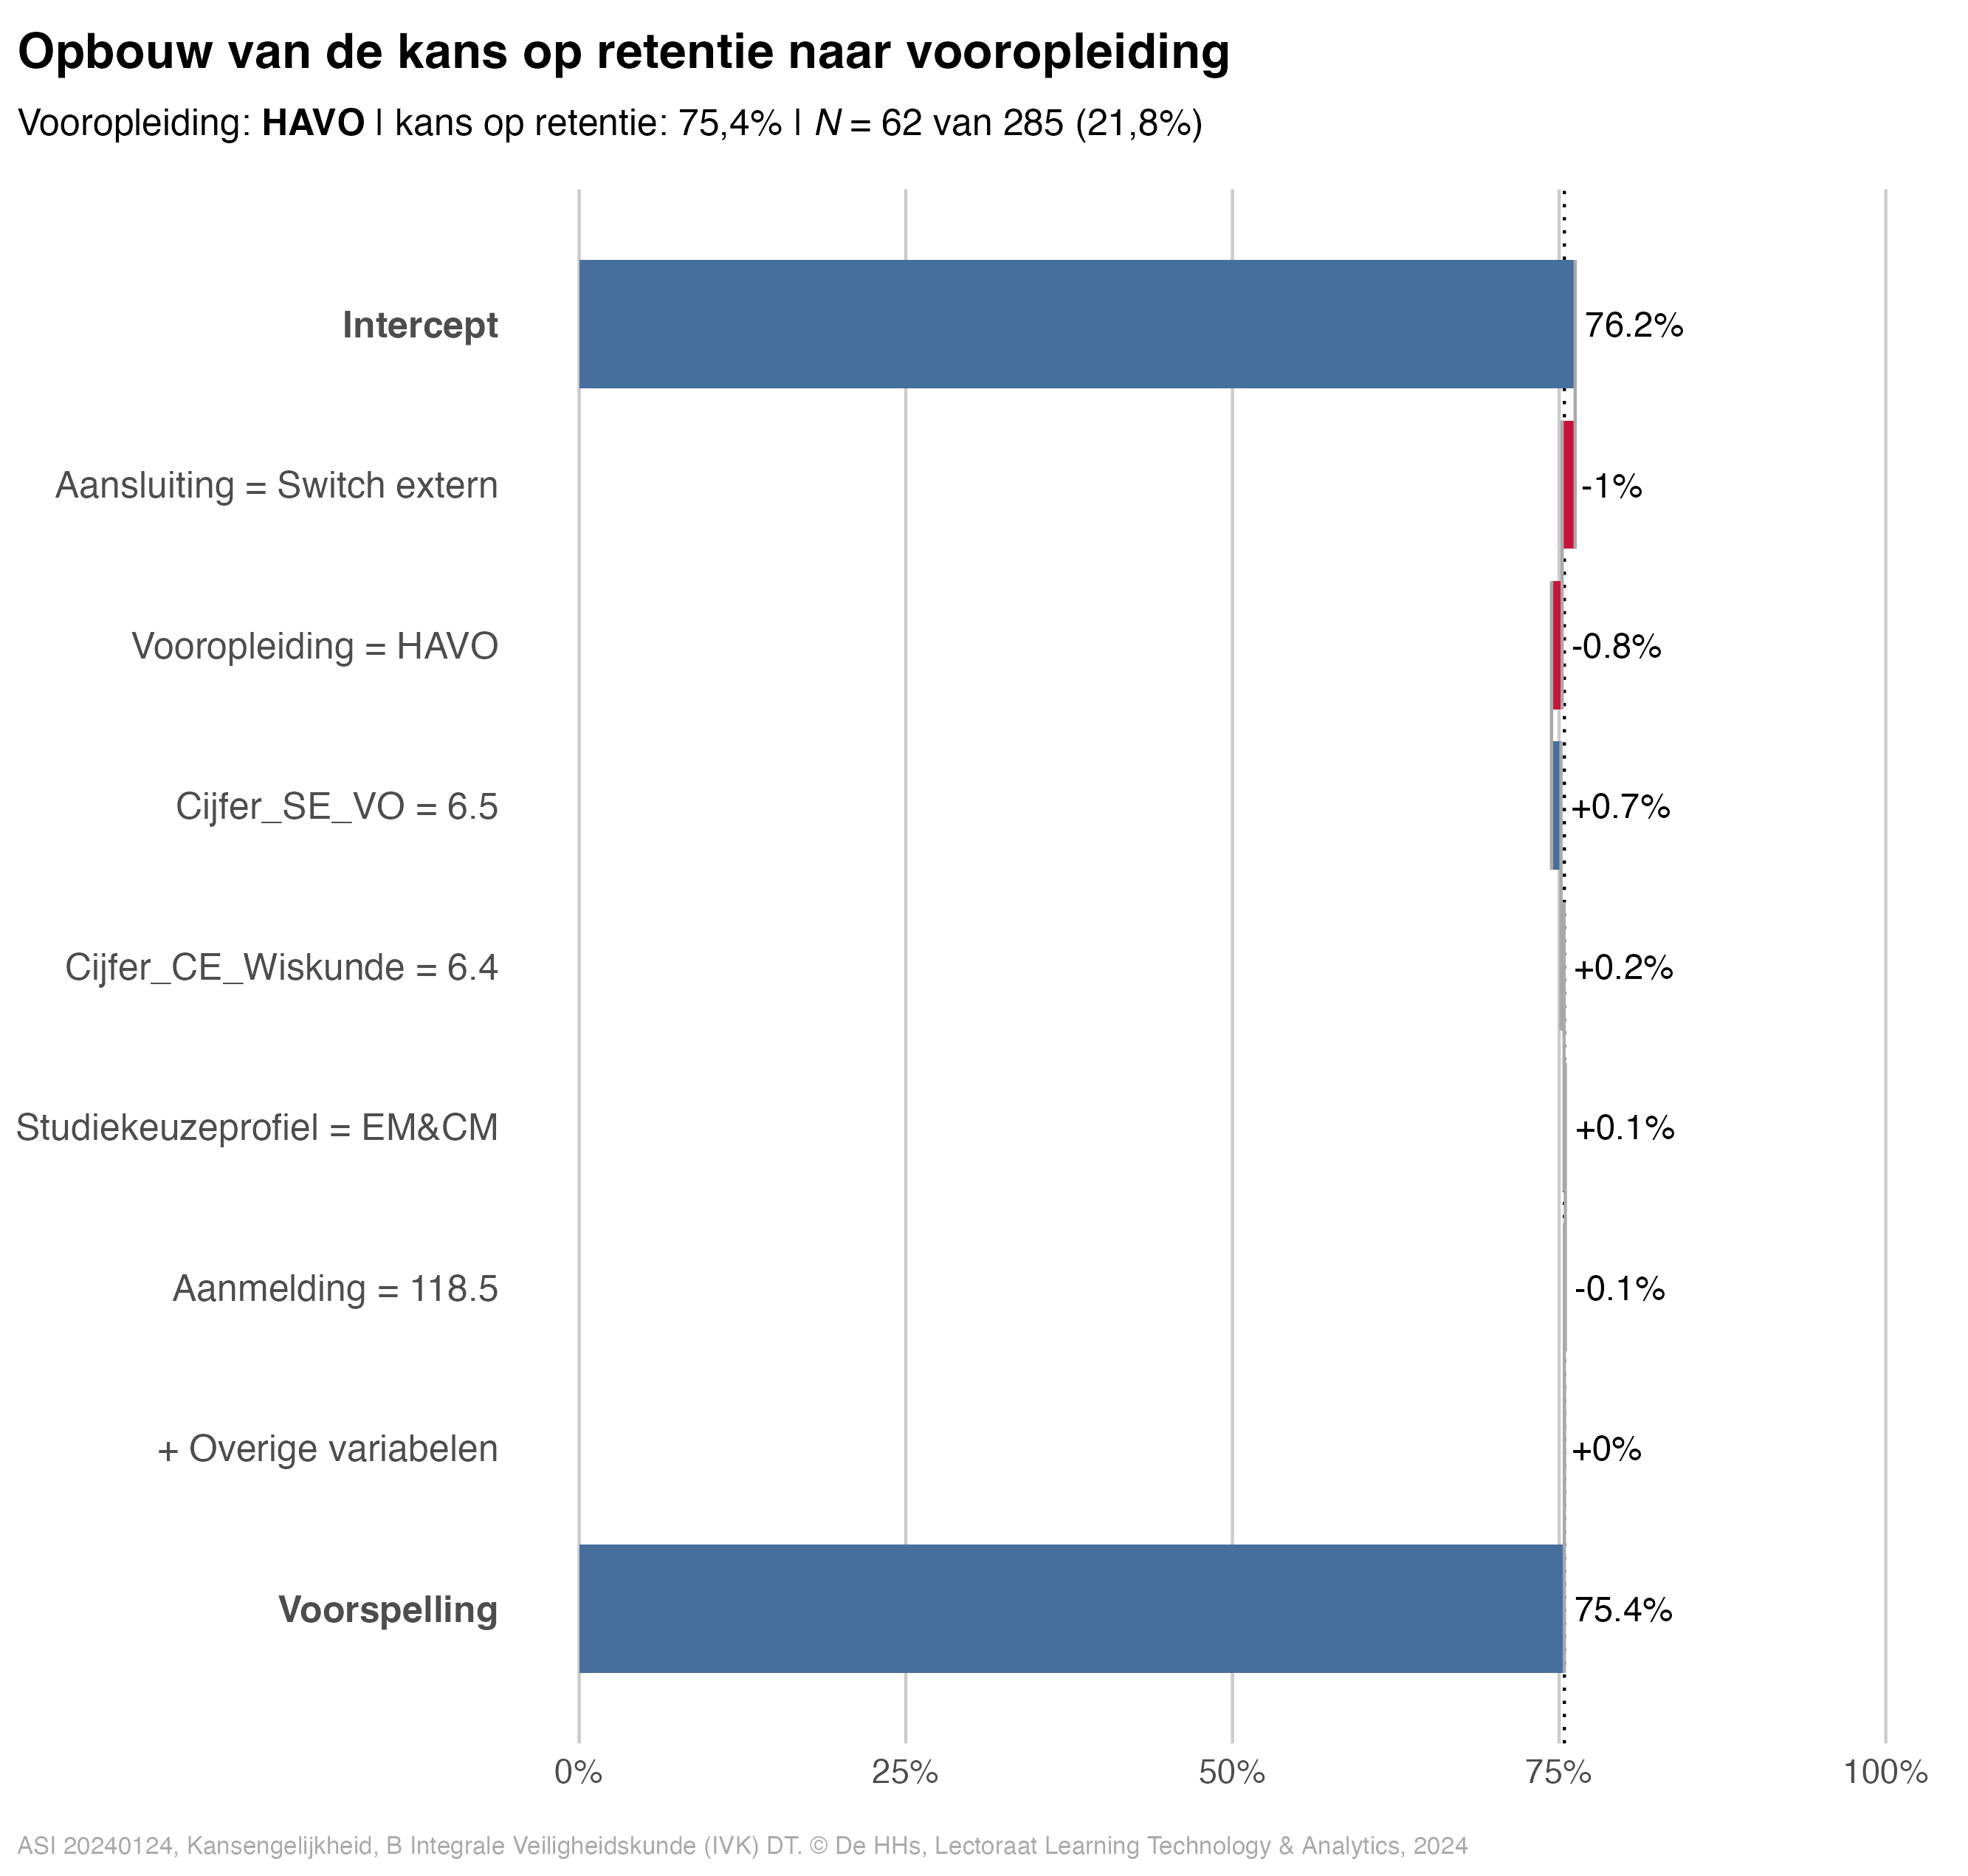 Opbouw van de kans op retentie naar vooropleiding
Vooropleiding: HAVO | kans op retentie: 75,4% | N = 62 van 285 (21,8%)
Intercept
76.2%
Aansluiting = Switch extern
-1%
Vooropleiding = HAVO
-0.8%
Cijfer_SE_VO = 6.5
+0.7%
Cijfer_CE_Wiskunde = 6.4
+0.2%
Studiekeuzeprofiel = EM&CM
+0.1%
Aanmelding = 118.5
-0.1%
+ Overige variabelen
+0%
Voorspelling
75.4%
0%
25%
50%
75%
100%
ASI 20240124, Kansengelijkheid, B Integrale Veiligheidskunde (IVK) DT. © De HHs, Lectoraat Learning Technology & Analytics, 2024